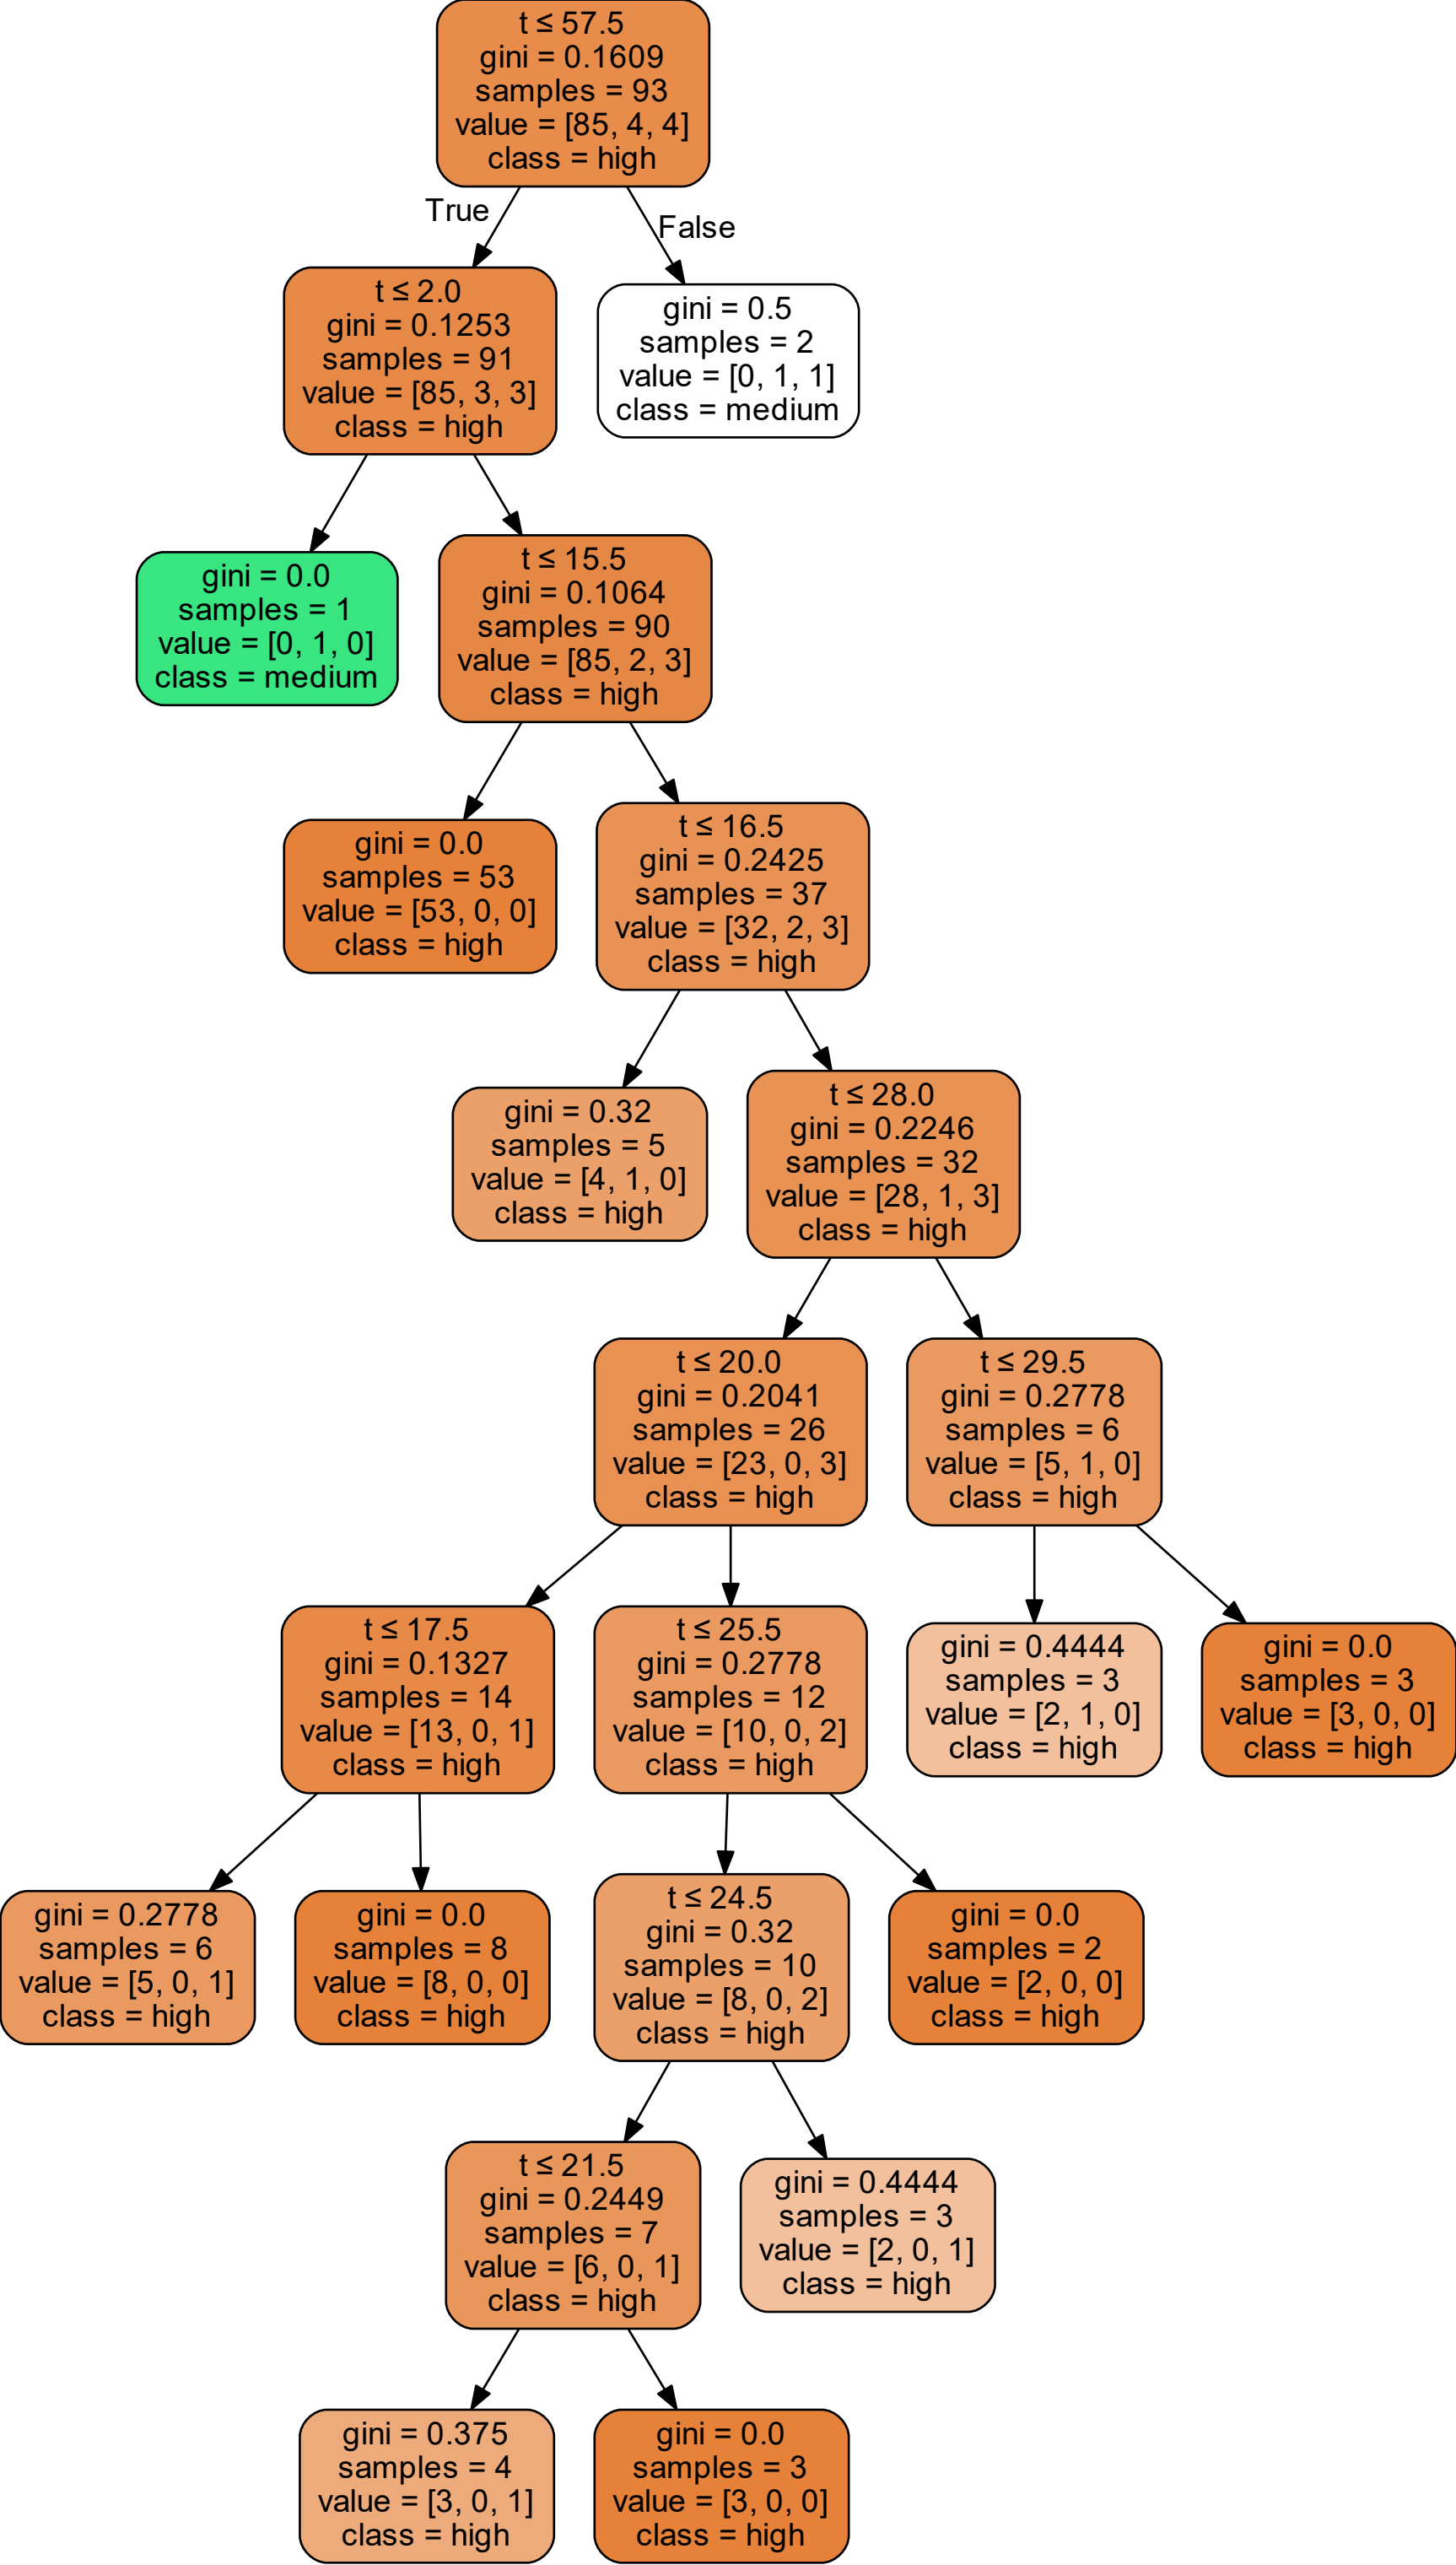 t ≤ 57.5
gini = 0.1609
samples = 93
value = [85, 4, 4]
class = high
True
False
t ≤ 2.0
gini = 0.1253
samples = 91
value = [85, 3, 3]
class = high
gini = 0.5
samples = 2
value = [0, 1, 1]
class = medium
gini = 0.0
samples = 1
value = [0, 1, 0]
class = medium
t ≤ 15.5
gini = 0.1064
samples = 90
value = [85, 2, 3]
class = high
gini = 0.0
samples = 53
value = [53, 0, 0]
class = high
t ≤ 16.5
gini = 0.2425
samples = 37
value = [32, 2, 3]
class = high
gini = 0.32
samples = 5
value = [4, 1, 0]
class = high
t ≤ 28.0
gini = 0.2246
samples = 32
value = [28, 1, 3]
class = high
t ≤ 20.0
gini = 0.2041
samples = 26
value = [23, 0, 3]
class = high
t ≤ 29.5
gini = 0.2778
samples = 6
value = [5, 1, 0]
class = high
t ≤ 17.5
gini = 0.1327
samples = 14
value = [13, 0, 1]
class = high
t ≤ 25.5
gini = 0.2778
samples = 12
value = [10, 0, 2]
class = high
gini = 0.4444
samples = 3
value = [2, 1, 0]
class = high
gini = 0.0
samples = 3
value = [3, 0, 0]
class = high
gini = 0.2778
samples = 6
value = [5, 0, 1]
class = high
gini = 0.0
samples = 8
value = [8, 0, 0]
class = high
t ≤ 24.5
gini = 0.32
samples = 10
value = [8, 0, 2]
class = high
gini = 0.0
samples = 2
value = [2, 0, 0]
class = high
t ≤ 21.5
gini = 0.2449
samples = 7
value = [6, 0, 1]
class = high
gini = 0.4444
samples = 3
value = [2, 0, 1]
class = high
gini = 0.375
samples = 4
value = [3, 0, 1]
class = high
gini = 0.0
samples = 3
value = [3, 0, 0]
class = high